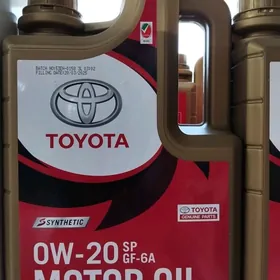 TOYOTA
SYNTHETIC
TOYOTA
GENUINE PARTS
0W-20 SP
GF-6A
MOTOR OIL